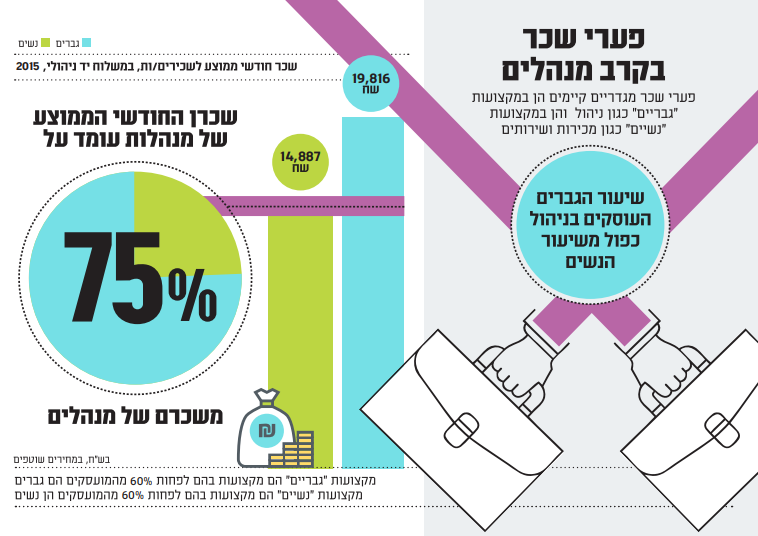 פערי שכר
בקרב מנהלים
פערי שכר מגדריים קיימים הן במקצועות
"גבריים" כגון ניהול והן במקצועות
"נשיים" כגון מכירות ושירותים
שיעור הגברים
העוסקים בניהול
כפול משיעור
הנשים
גברים
נשים
שכר חודשי ממוצע לשכירים/ות, במשלוח יד ניהולי, 2015
19,816
שח
14,887
שח
שכרן החודשי הממוצע
של מנהלות עומד על
75%
משכרם של מנהלים
₪
בש"ח, במחירים שוטפים
מקצועות "גבריים" הם מקצועות בהם לפחות 60% מהמועסקים הם גברים
מקצועות "נשיים" הם מקצועות בהם לפחות 60% מהמועסקים הן נשים